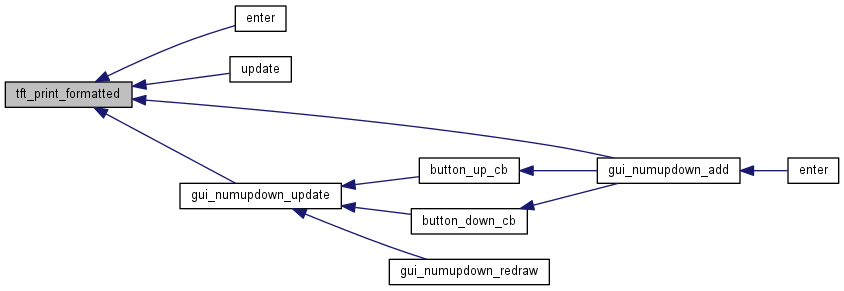 enter
update
tft_print_formatted
button_up_cb
gui_numupdown_add
enter
gui_numupdown_update
button_down_cb
gui_numupdown_redraw